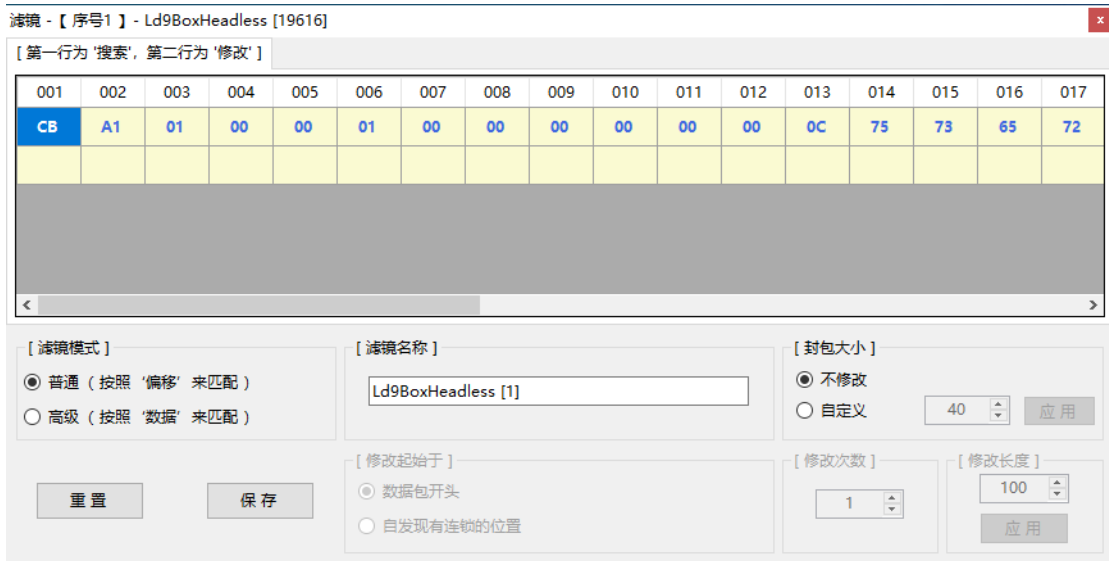 滤镜 - 【 序号1 】 - Ld9BoxHeadless [19616]
x
[ 第一行为 '搜索', 第二行为 '修改' ]
001 002 003 004 005 006 007 008 009 010 011 012 013 014 015 016 017
CB A1 01 00 00 01 00 00 00 00 00 00 0C 75 73 65 72
[ 滤镜模式 ]
普通 ( 按照 '偏移' 来匹配 )
高级 ( 按照 '数据' 来匹配 )
[ 滤镜名称 ]
Ld9BoxHeadless [1]
[ 封包大小 ]
不修改
自定义 40 应 用
重 置 保 存
[ 修改起始于 ]
数据包开头
自发现有连锁的位置
[ 修改次数 ]
1
[ 修改长度 ]
100
应 用